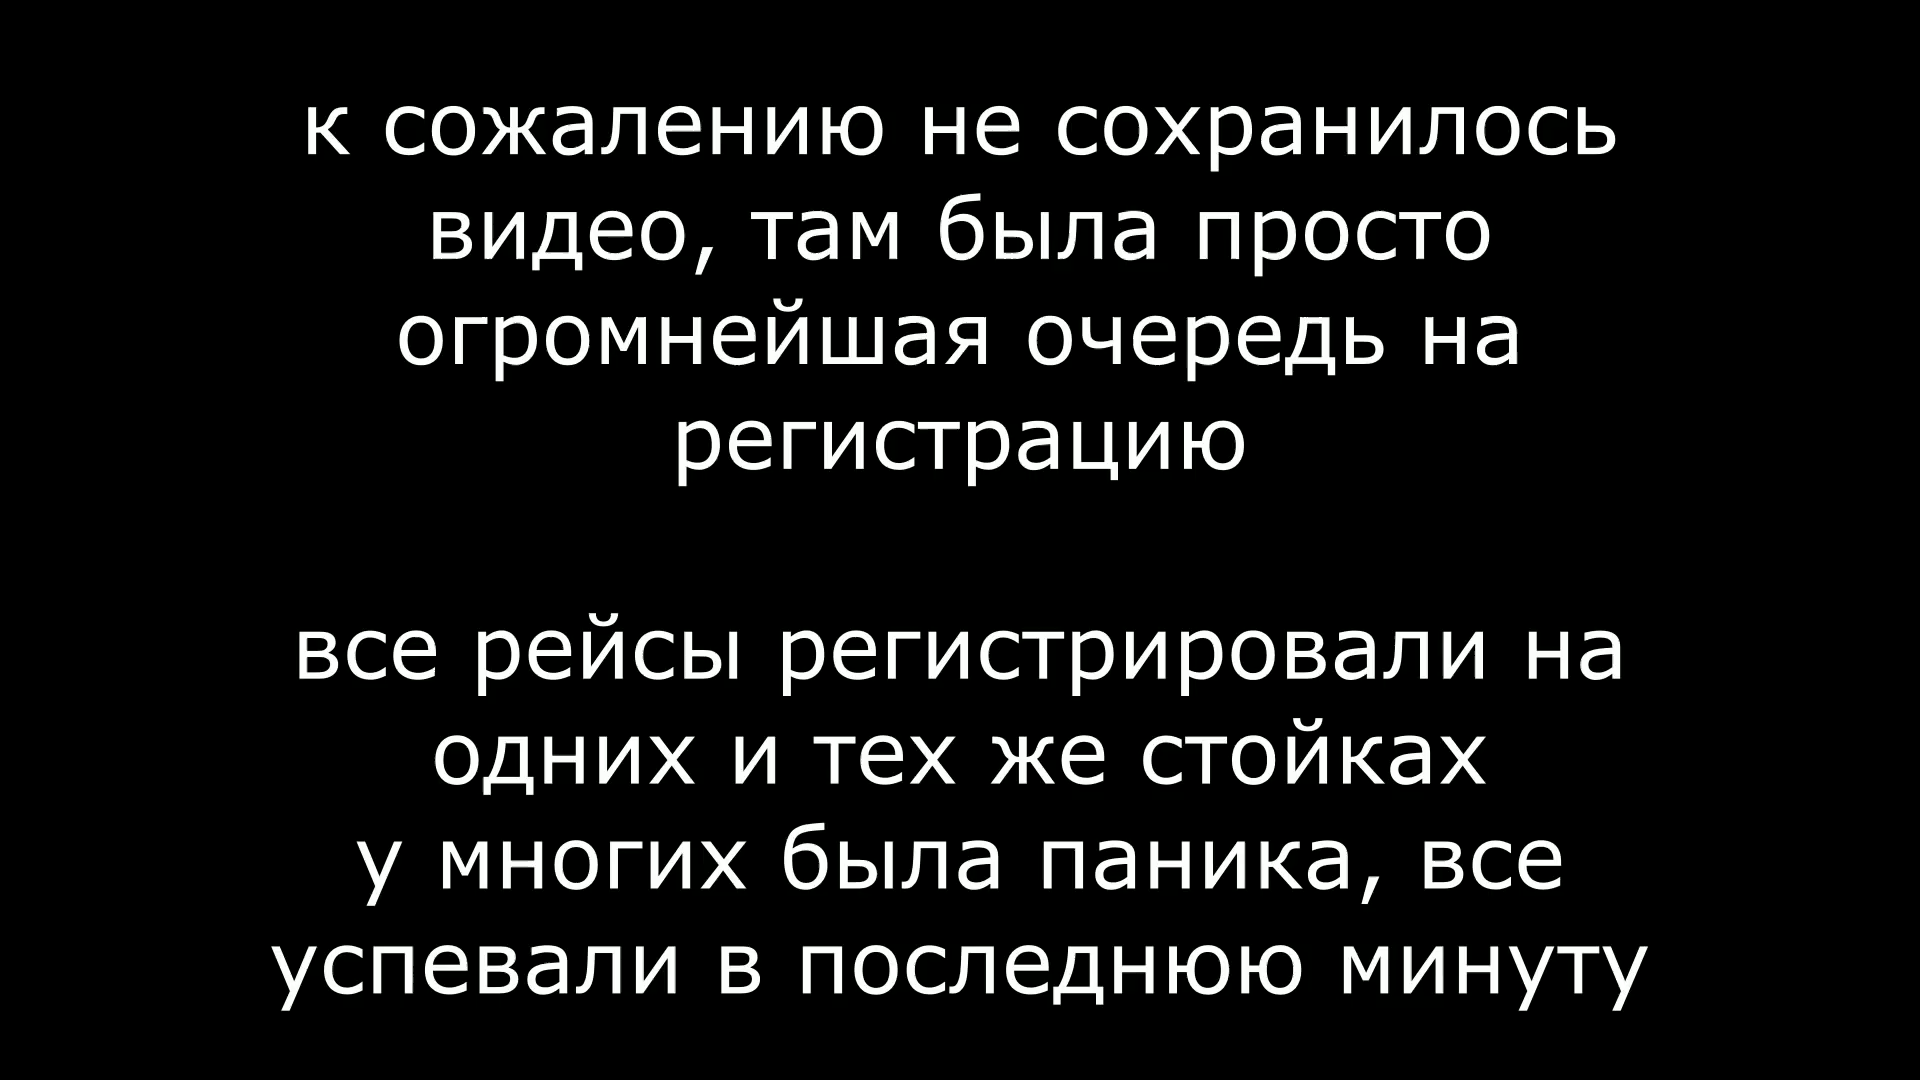 к сожалению не сохранилось
видео, там была просто
огромнейшая очередь на
регистрацию
все рейсы регистрировали на
одних и тех же стойках
у многих была паника, все
успевали в последнюю минуту